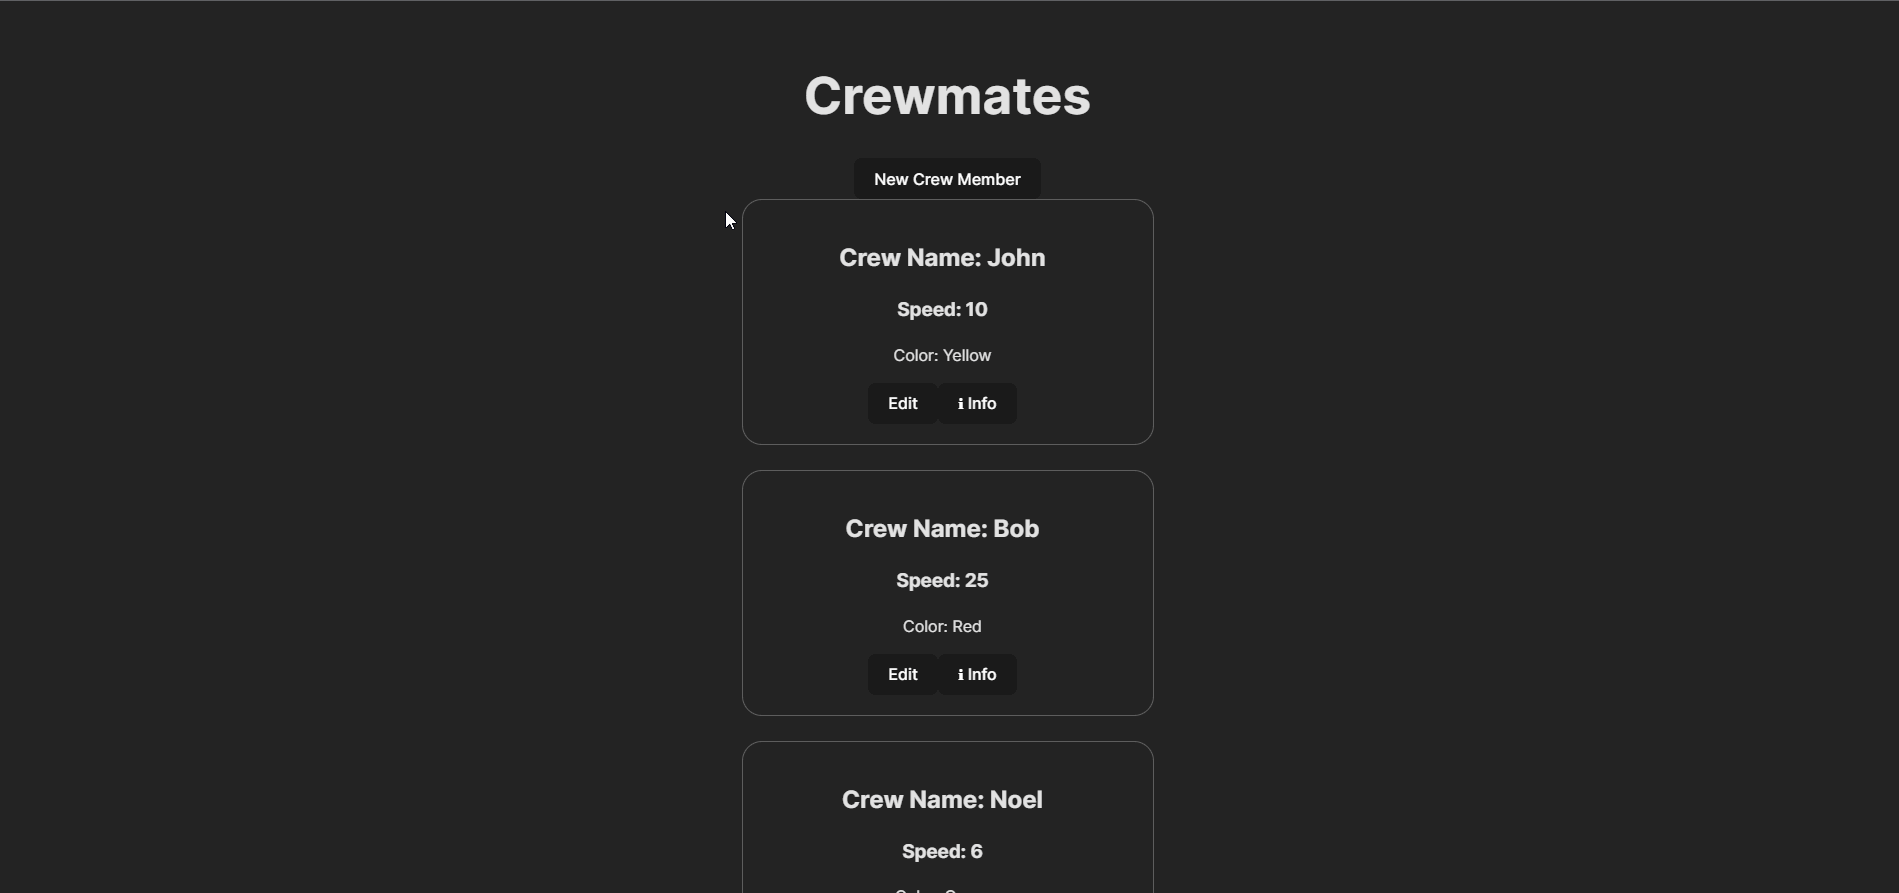 Crewmates
New Crew Member
Crew Name: John
Speed: 10
Color: Yellow
Edit
ℹ Info
Crew Name: Bob
Speed: 25
Color: Red
Edit
ℹ Info
Crew Name: Noel
Speed: 6